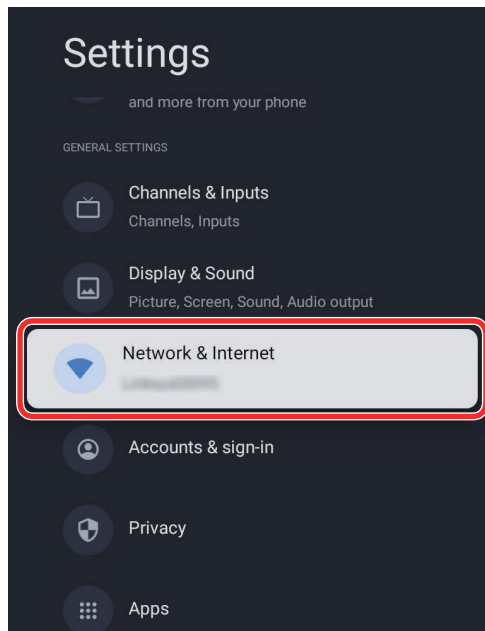 Settings
and more from your phone
GENERAL SETTINGS
Channels & Inputs
Channels, Inputs
Display & Sound
Picture, Screen, Sound, Audio output
Network & Internet
Accounts & sign-in
Privacy
Apps